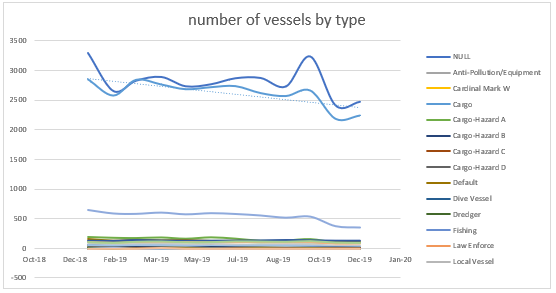 number of vessels by type
3500
3000
2500
2000
1500
1000
500
0
-500
Oct-18 Dec-18 Feb-19 Mar-19 May-19 Jul-19 Aug-19 Oct-19 Dec-19 Jan-20
NULL
Anti-Pollution/Equipment
Cardinal Mark W
Cargo
Cargo-Hazard A
Cargo-Hazard B
Cargo-Hazard C
Cargo-Hazard D
Default
Dive Vessel
Dredger
Fishing
Law Enforce
Local Vessel